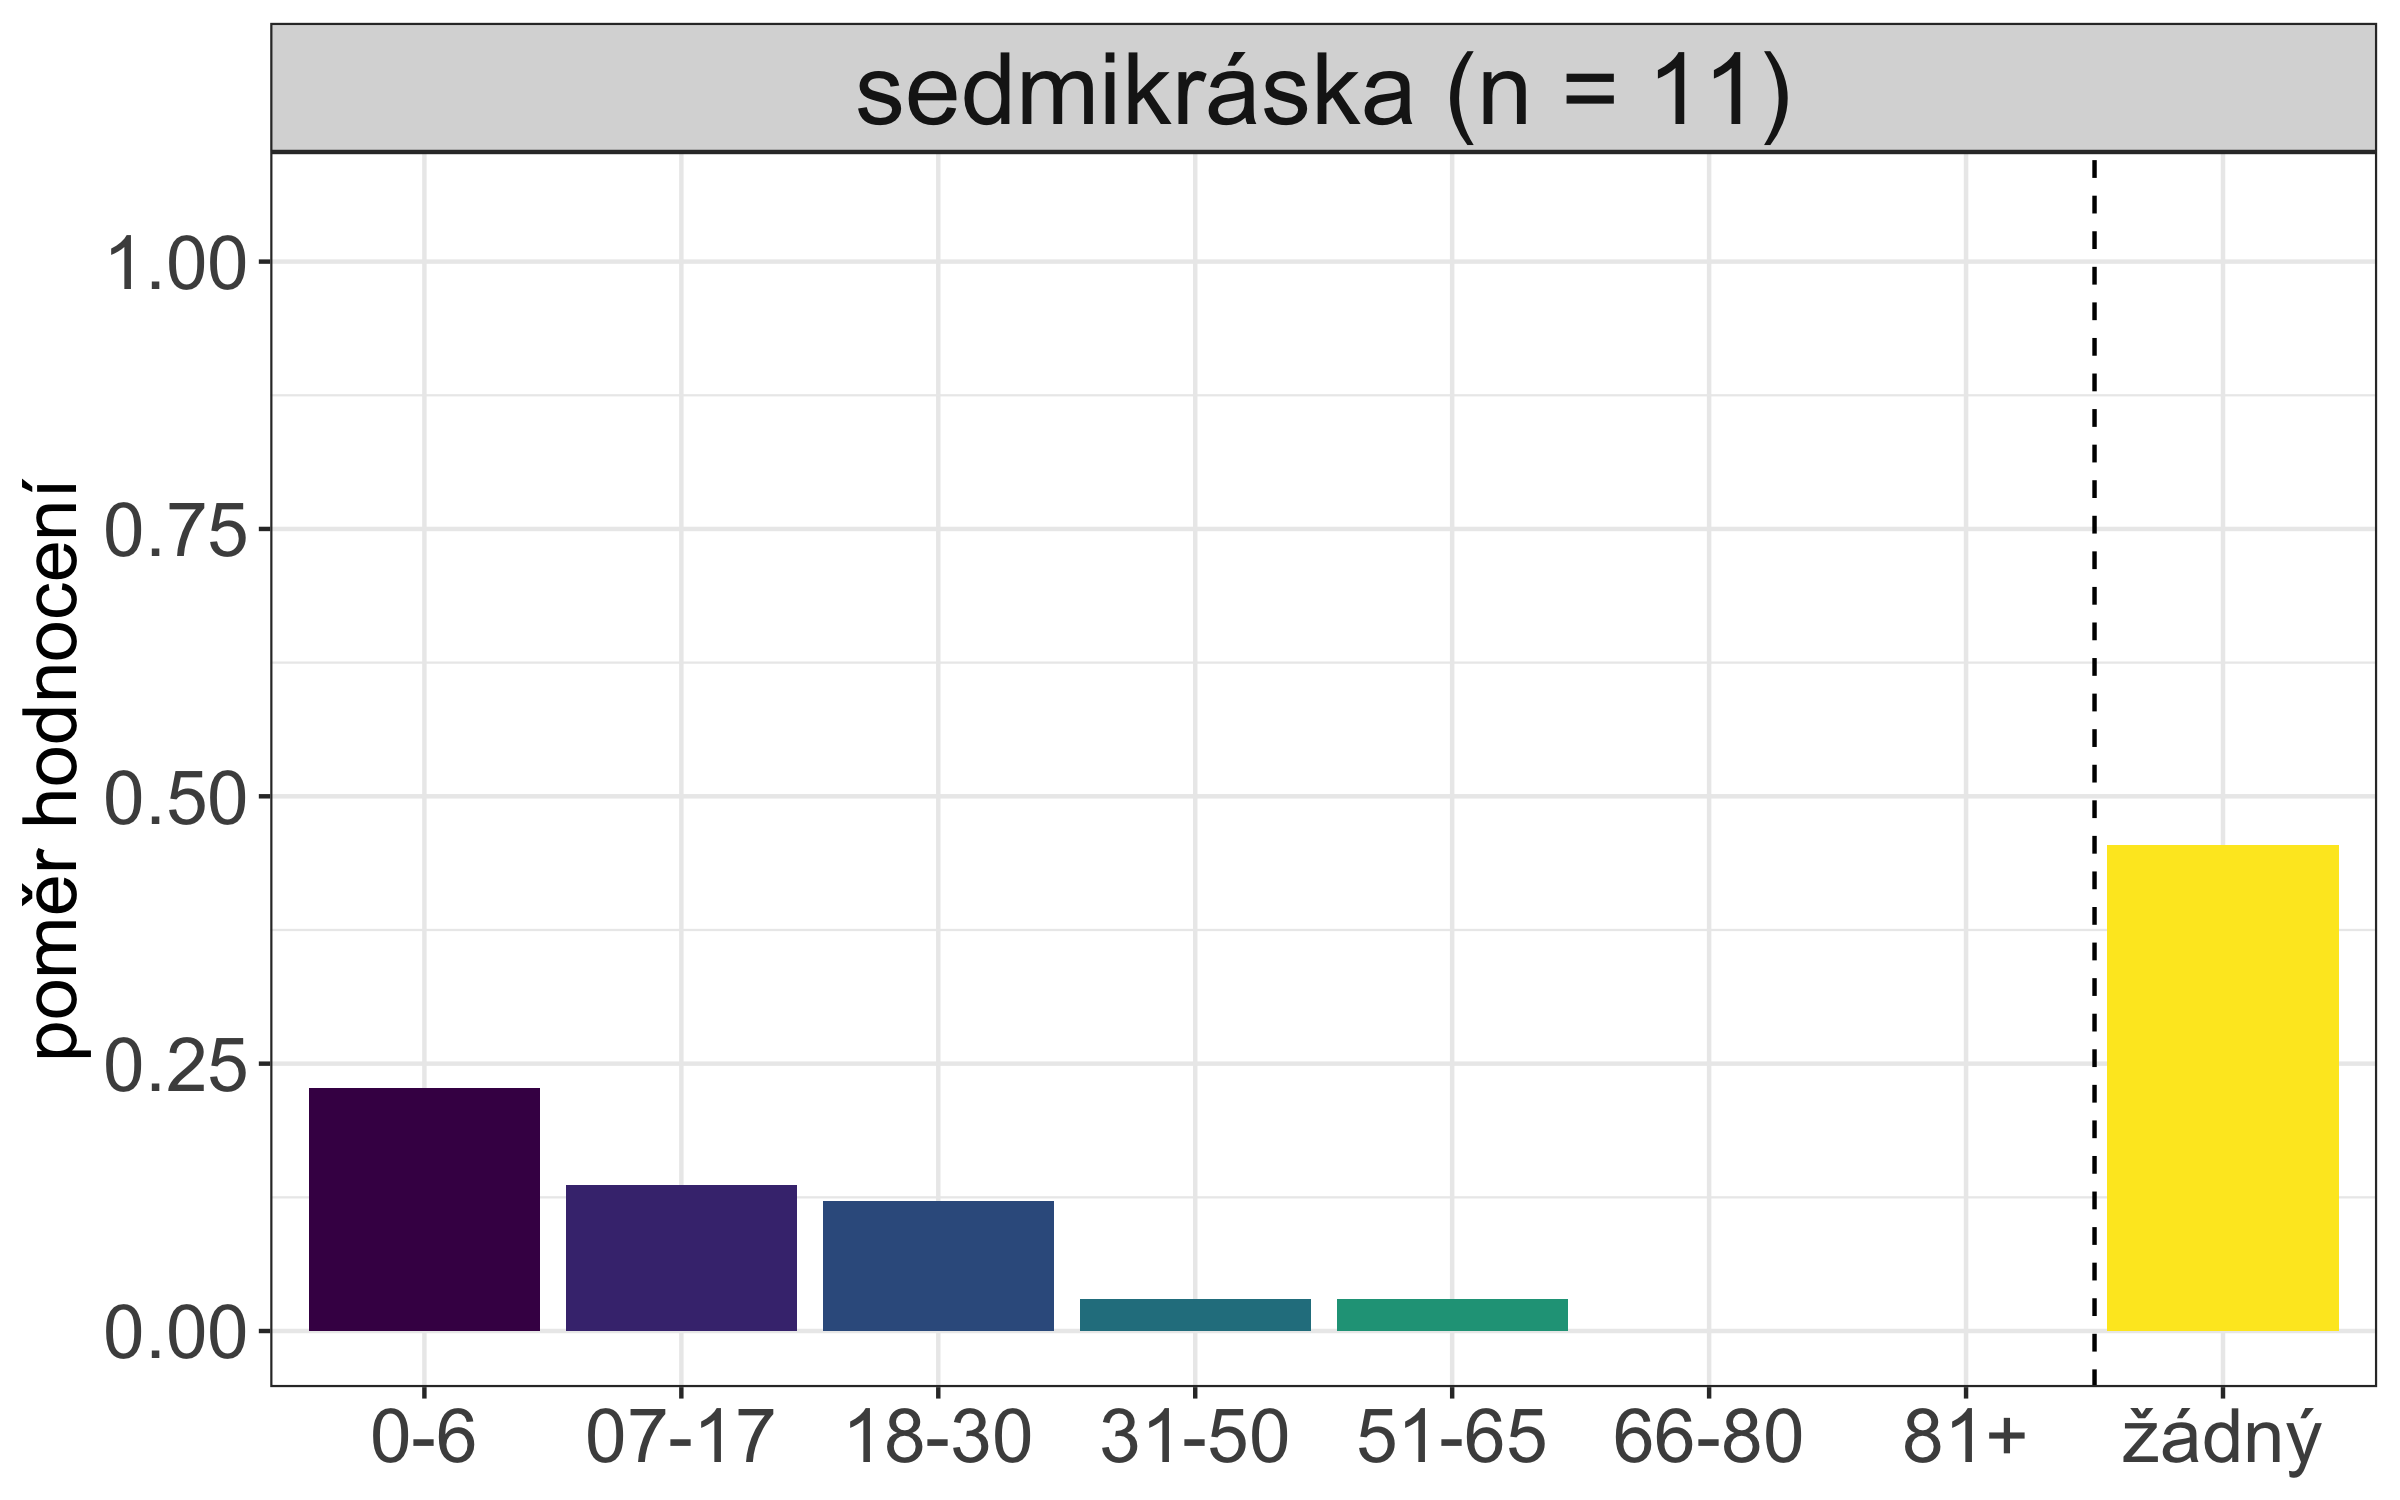 sedmikráska (n = 11)
poměr hodnocení
1.00
0.75
0.50
0.25
0.00
0-6 07-17 18-30 31-50 51-65 66-80 81+ žádný